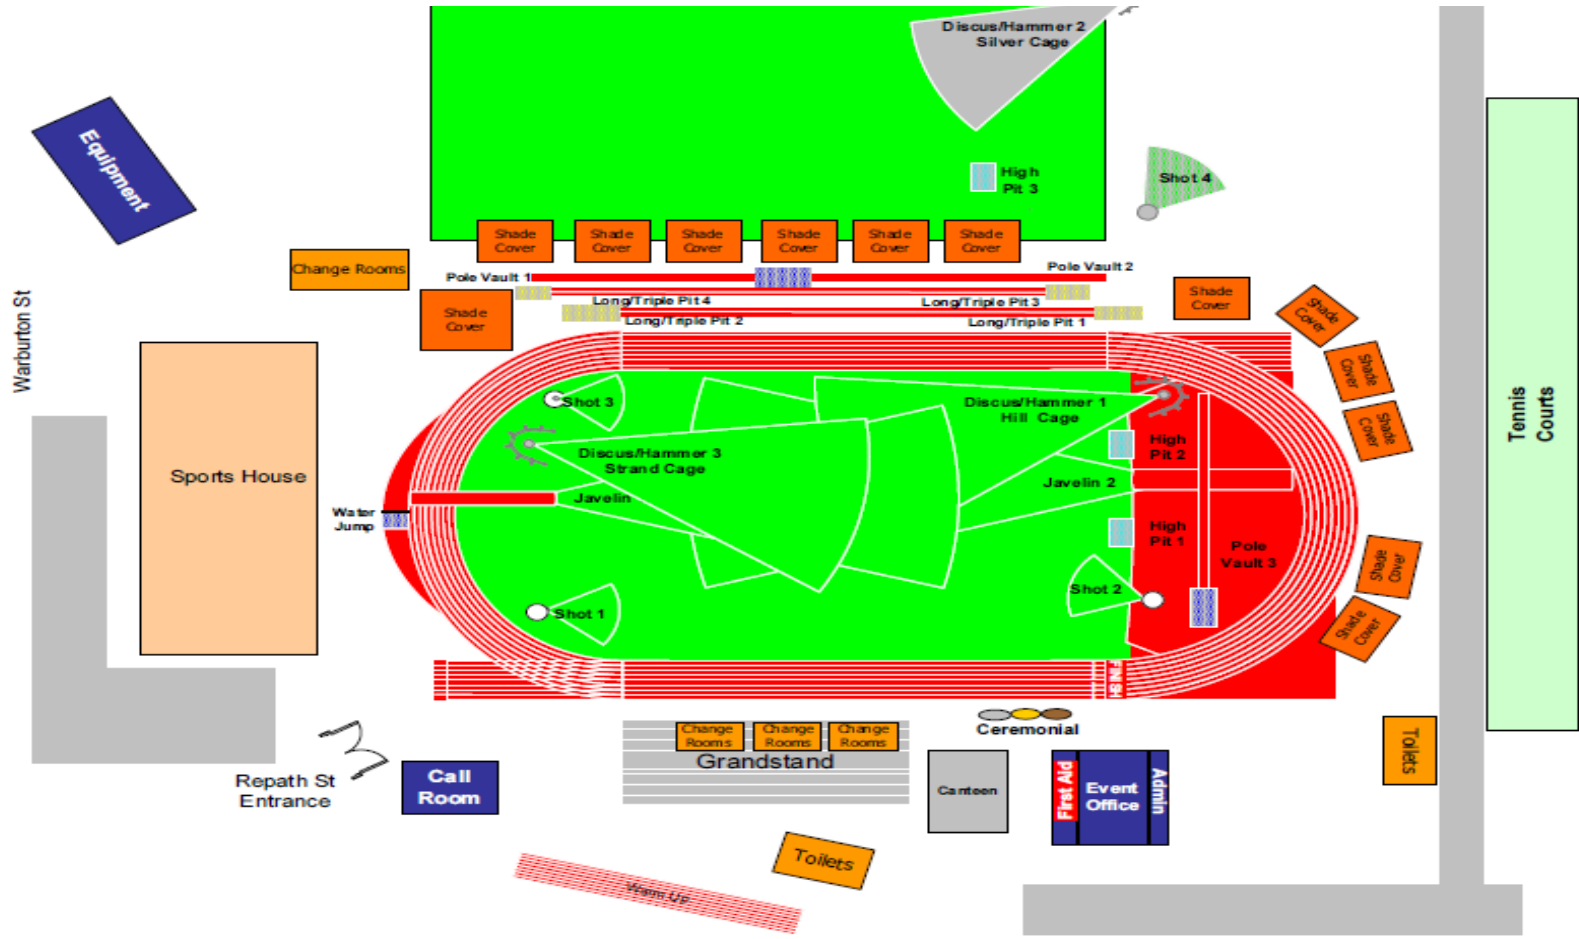 Discus/Hammer 2
Silver Cage
Equipment
High
Pit 3
Shot 4
Shade
Cover
Shade
Cover
Shade
Cover
Shade
Cover
Shade
Cover
Shade
Cover
Change Rooms
Pole Vault 1
Pole Vault 2
Shade
Cover
Long/Triple Pit 4
Long/Triple Pit 3
Shade
Cover
Shade
Cover
Long/Triple Pit 2
Long/Triple Pit 1
Warburton St
Shade
Cover
Shade
Cover
Tennis
Courts
Shot 3
Discus/Hammer 1
Hill Cage
Discus/Hammer 3
Strand Cage
High
Pit 2
Sports House
Javelin
Javelin 2
Water
Jump
High
Pit 1
Pole
Vault 3
Shade
Cover
Shot 1
Shot 2
Shade
Cover
FINISH
Ceremonial
Change
Rooms
Change
Rooms
Change
Rooms
Grandstand
Toilets
Repath St
Entrance
Call
Room
Canteen
First Aid
Event
Office
Admin
Toilets
Warm Up